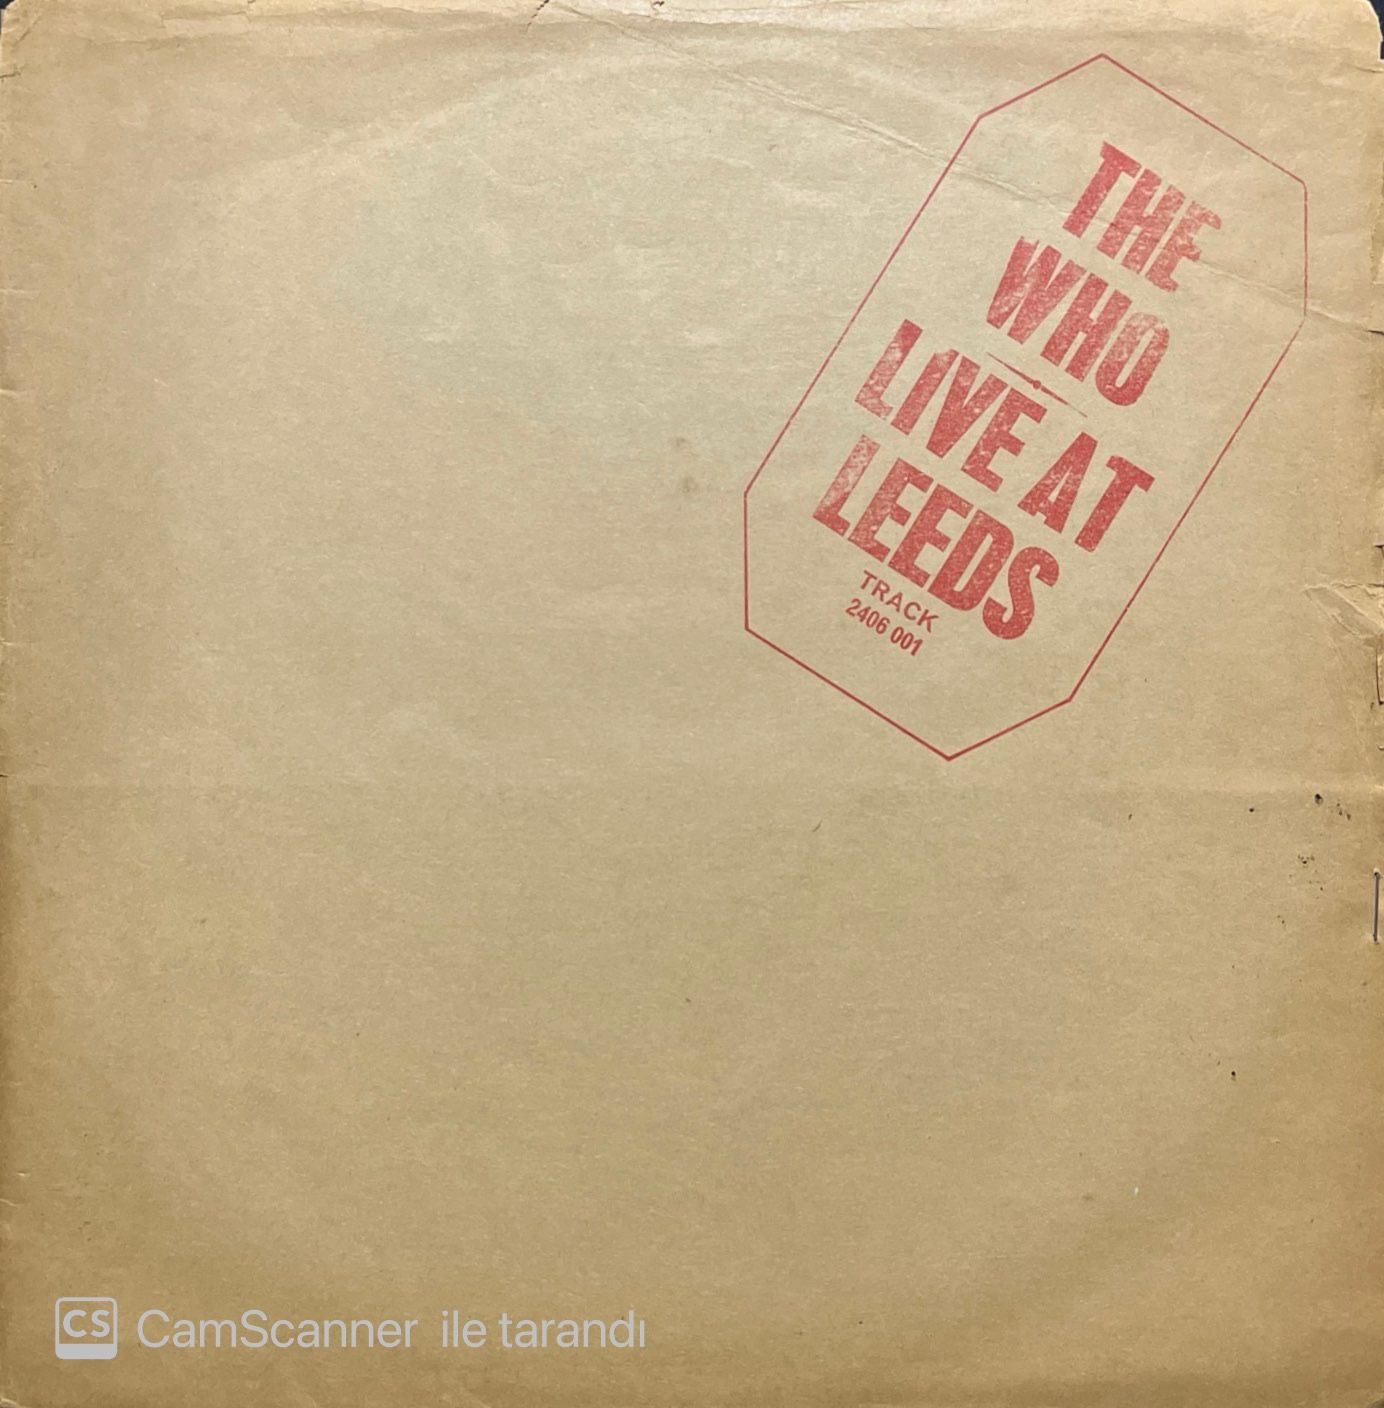 THE
WHO
LIVE AT
LEEDS
TRACK
2406 001
CS CamScanner ile tarandı